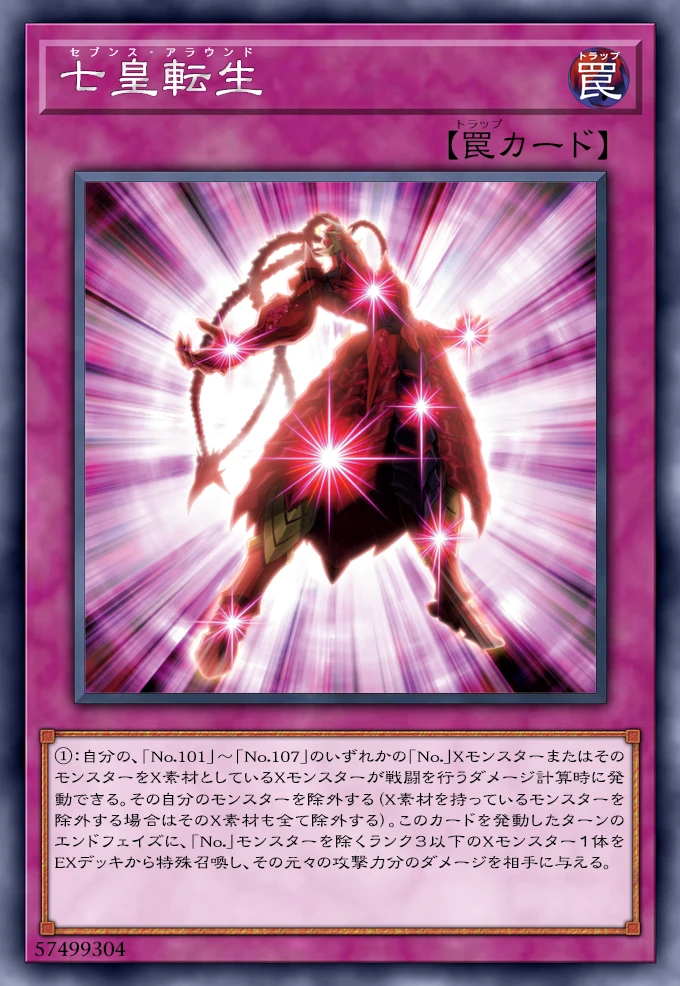 セブンス・アラウンド
七皇転生
トラップ
罠
トラップ
【罠カード】
①:自分の、「No.101」～「No.107」のいずれかの「No.」Xモンスターまたはその
モンスターをX素材としているXモンスターが戦闘を行うダメージ計算時に発
動できる。その自分のモンスターを除外する(X素材を持っているモンスターを
除外する場合はそのX素材も全て除外する)。このカードを発動したターンの
エンドフェイズに、「No.」モンスターを除くランク3以下のXモンスター1体を
EXデッキから特殊召喚し、その元々の攻撃力分のダメージを相手に与える。
57499304